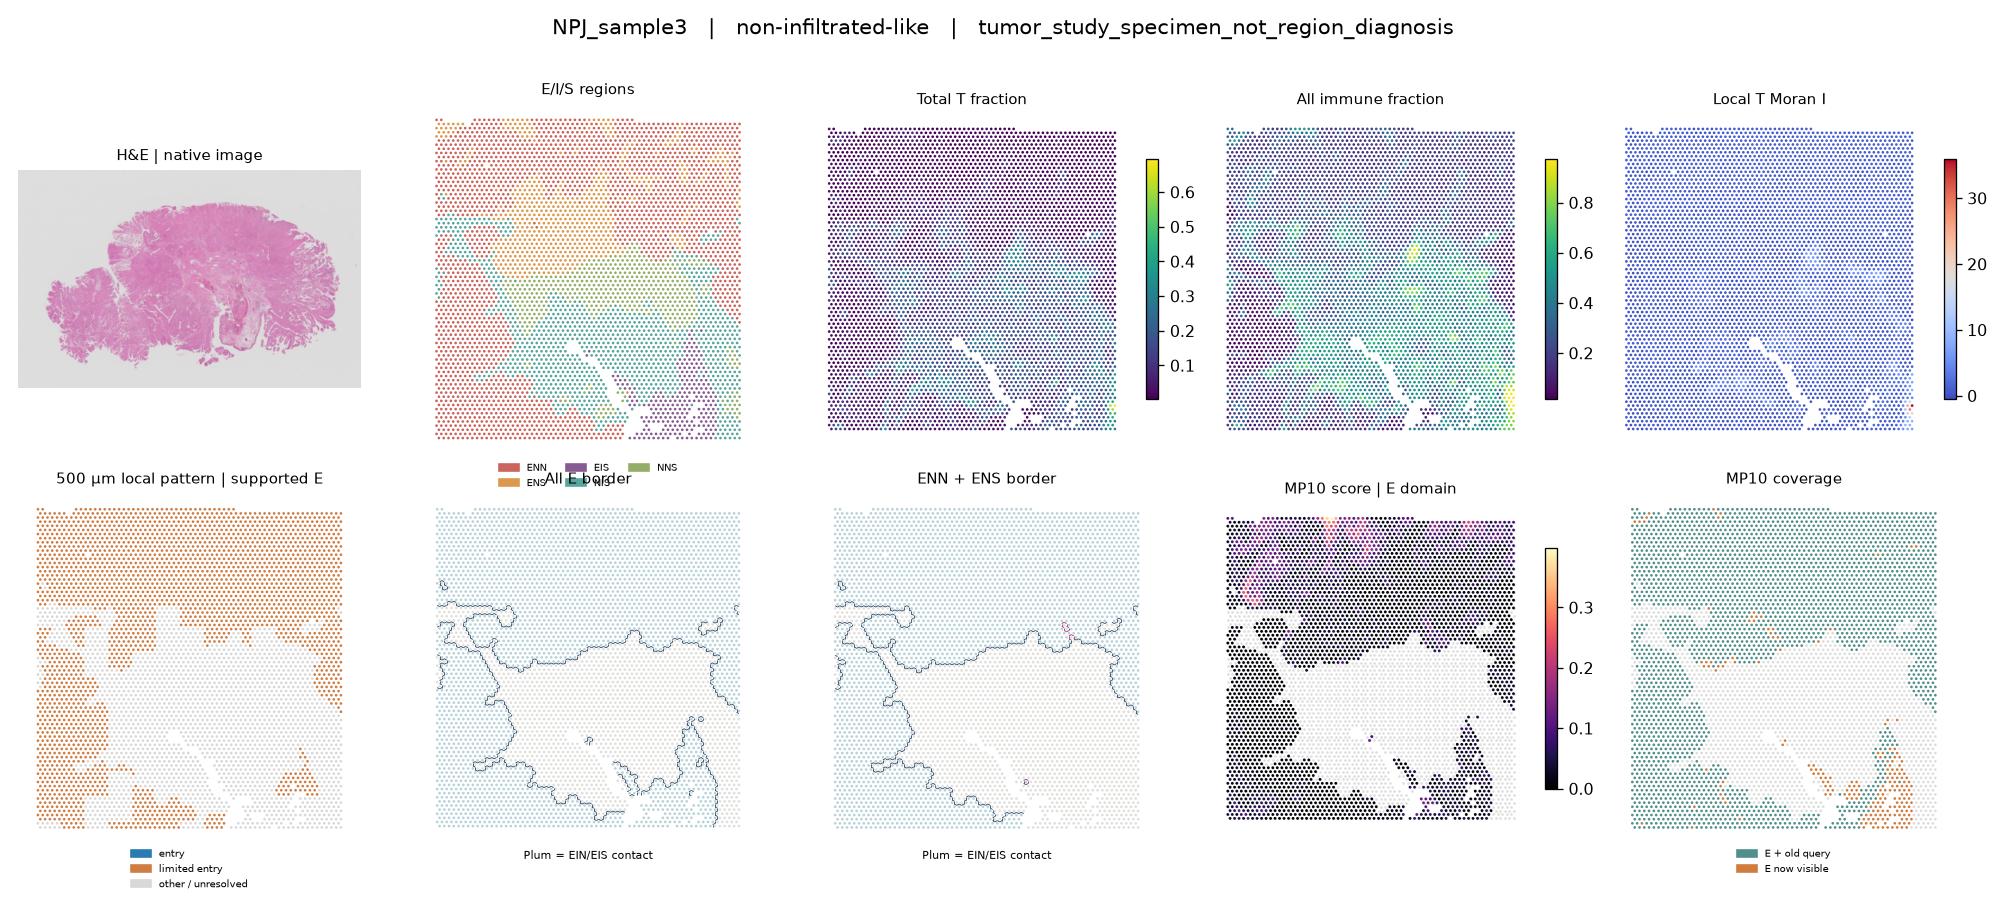 NPJ_sample3 | non-infiltrated-like | tumor_study_specimen_not_region_diagnosis
H&E | native image
E/I/S regions
ENN
EIS
NNS
ENS
NIS
Total T fraction
0.6
0.5
0.4
0.3
0.2
0.1
All immune fraction
0.8
0.6
0.4
0.2
Local T Moran I
30
20
10
0
500 µm local pattern | supported E
entry
limited entry
other / unresolved
All E border
Plum = EIN/EIS contact
ENN + ENS border
Plum = EIN/EIS contact
MP10 score | E domain
0.3
0.2
0.1
0.0
MP10 coverage
E + old query
E now visible